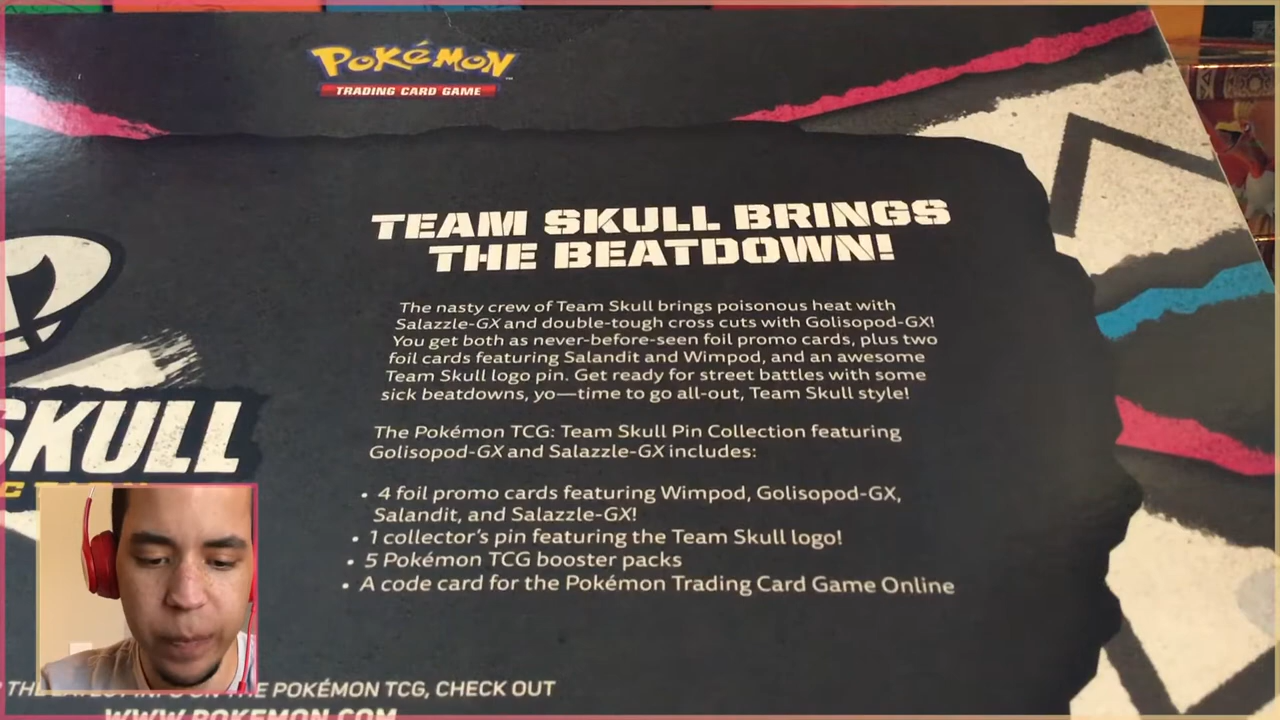 POKÉMON
TRADING CARD GAME
TEAM SKULL BRINGS
THE BEATDOWN!
The nasty crew of Team Skull brings poisonous heat with
Salazzle-GX and double-tough cross cuts with Golisopod-GX!
You get both as never-before-seen foil promo cards, plus two
foil cards featuring Salandit and Wimpod, and an awesome
Team Skull logo pin. Get ready for street battles with some
sick beatdowns, yo—time to go all-out, Team Skull style!
The Pokémon TCG: Team Skull Pin Collection featuring
Golisopod-GX and Salazzle-GX includes:
• 4 foil promo cards featuring Wimpod, Golisopod-GX,
Salandit, and Salazzle-GX!
• 1 collector's pin featuring the Team Skull logo!
• 5 Pokémon TCG booster packs
• A code card for the Pokémon Trading Card Game Online
SKULL
THE POKÉMON TCG, CHECK OUT
WWW.POKEMON.COM